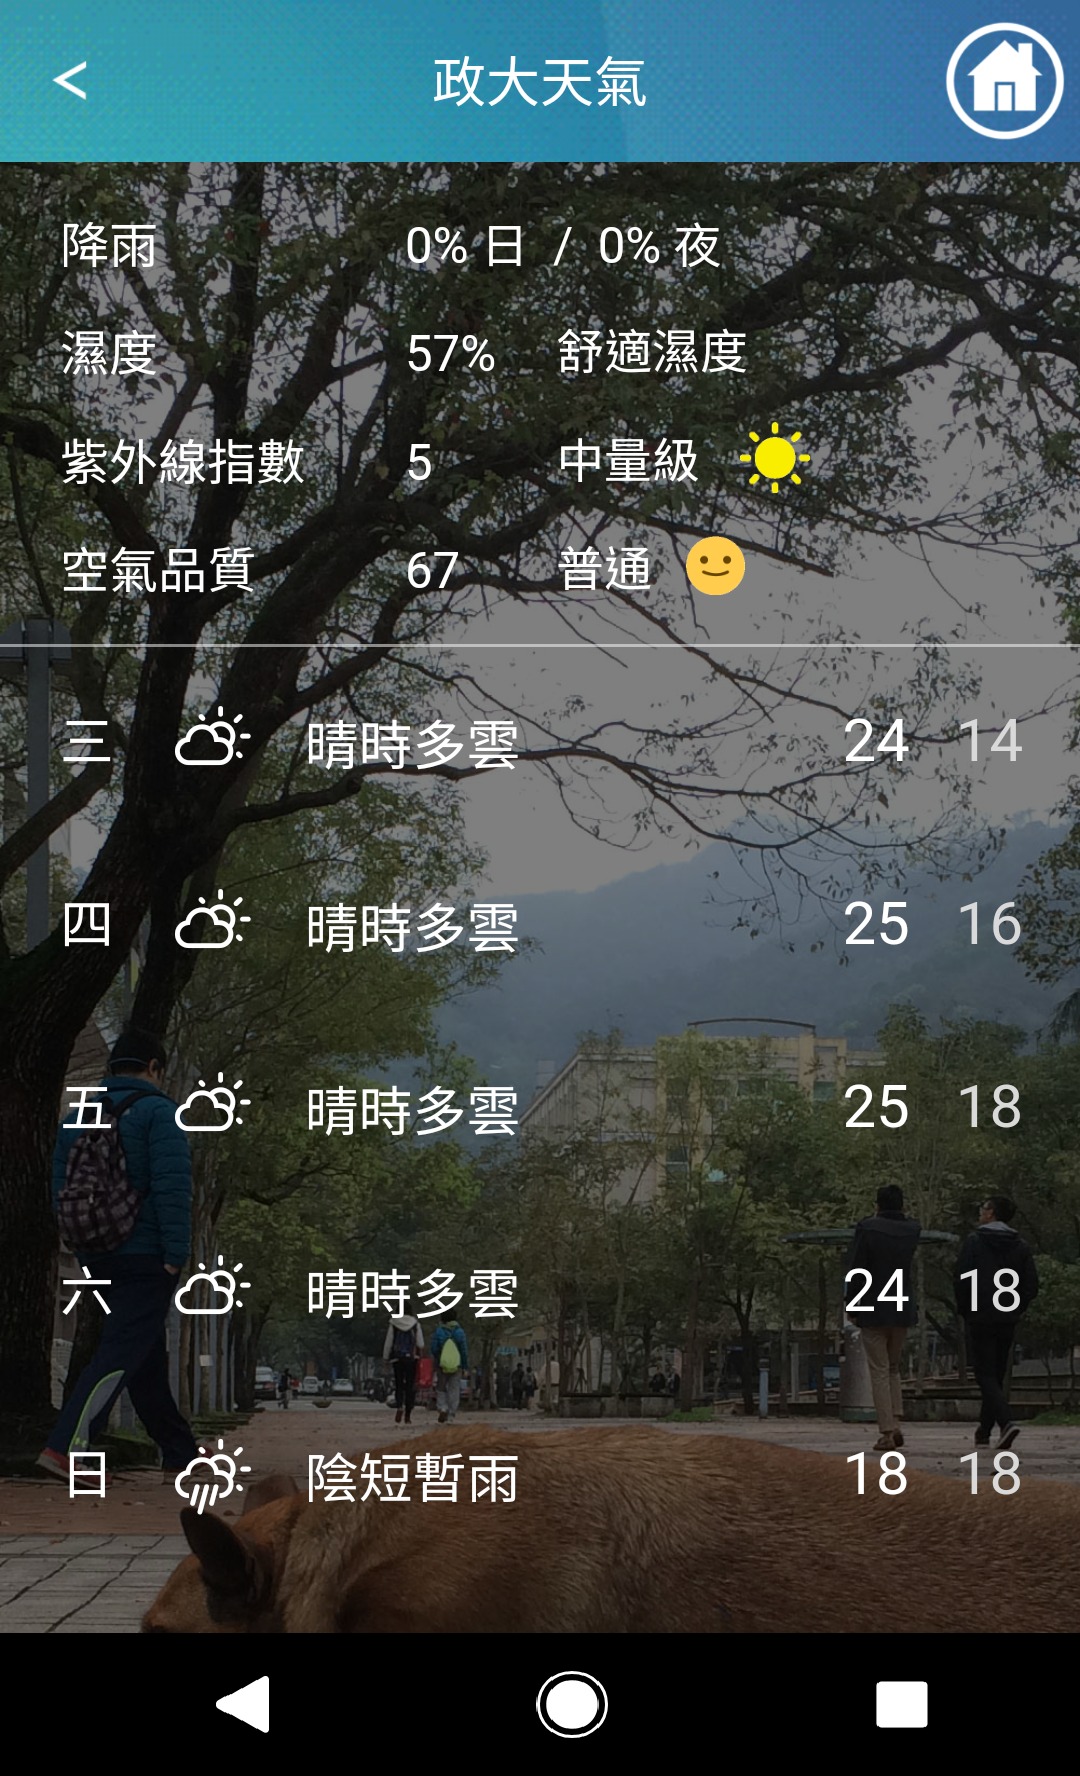 政大天氣
降雨 0% 日 / 0% 夜
濕度 57% 舒適濕度
紫外線指數 5 中量級
空氣品質 67 普通
三 晴時多雲 24 14
四 晴時多雲 25 16
五 晴時多雲 25 18
六 晴時多雲 24 18
日 陰短暫雨 18 18